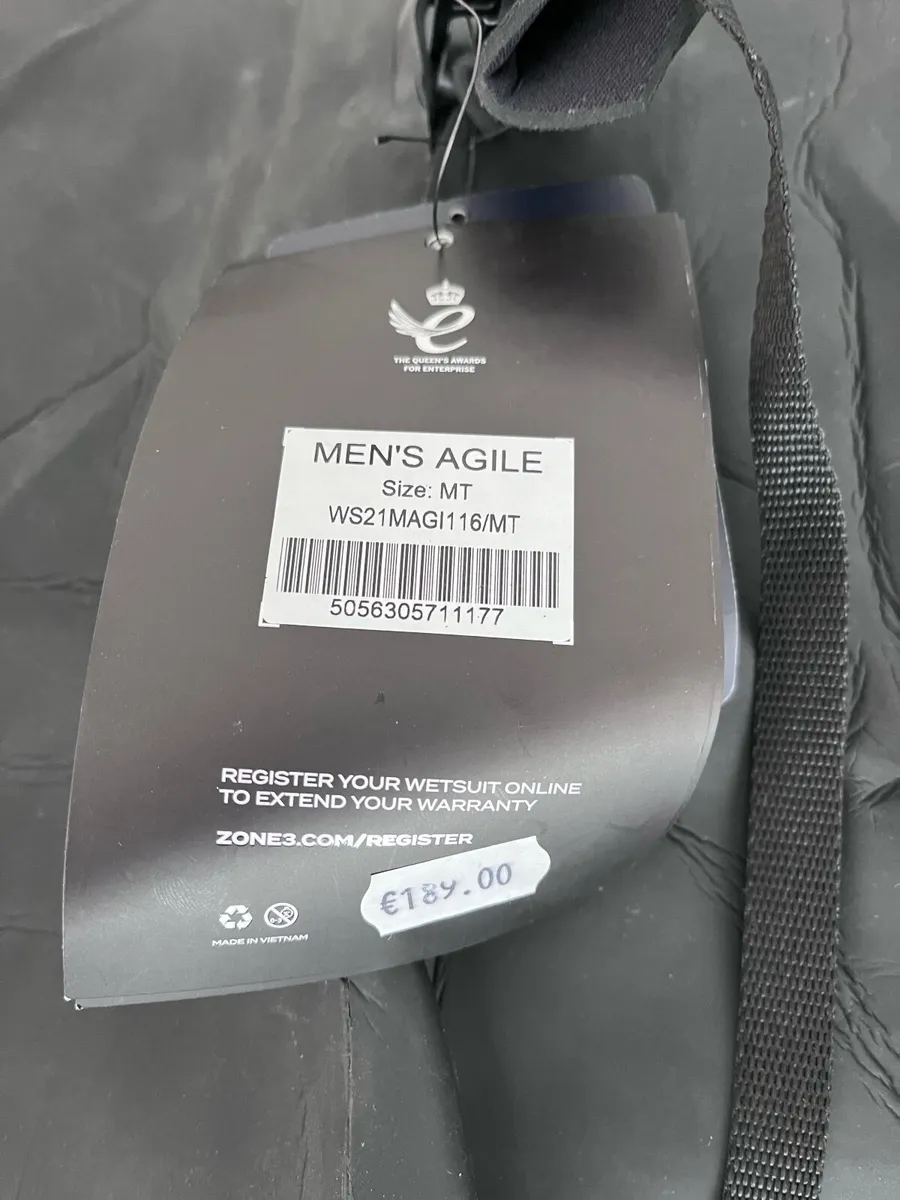 THE QUEEN'S AWARDS
FOR ENTERPRISE
MEN'S AGILE
Size: MT
WS21MAGI116/MT
5056305711177
REGISTER YOUR WETSUIT ONLINE
TO EXTEND YOUR WARRANTY
ZONE3.COM/REGISTER
€189.00
MADE IN VIETNAM